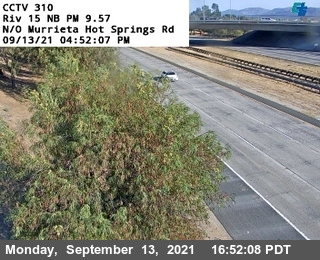 CCTV 310
Riv 15 NB PM 9.57
N/O Murrieta Hot Springs Rd
09/13/21 04:52:07 PM
Monday, September 13, 2021 16:52:08 PDT